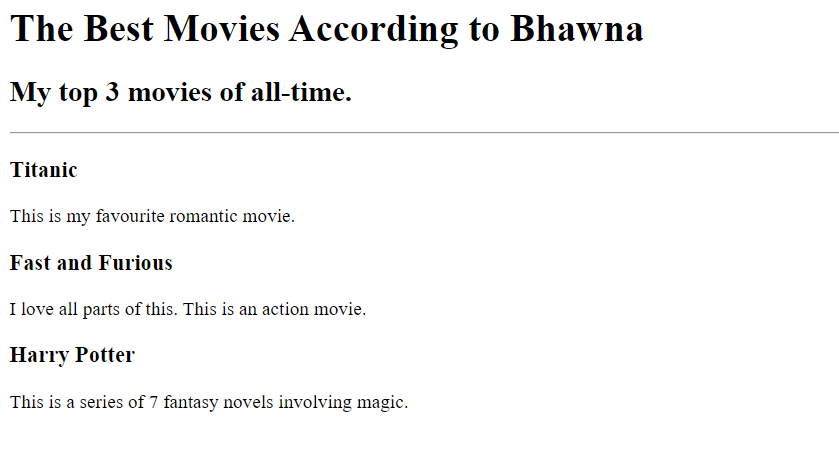 The Best Movies According to Bhawna
My top 3 movies of all-time.
Titanic
This is my favourite romantic movie.
Fast and Furious
I love all parts of this. This is an action movie.
Harry Potter
This is a series of 7 fantasy novels involving magic.